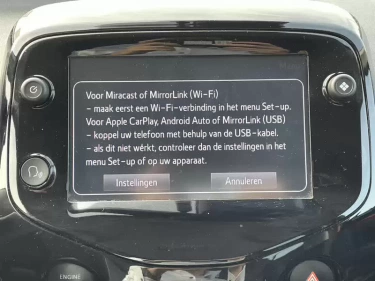 Voor Miracast of MirrorLink (Wi-Fi)
– maak eerst een Wi-Fi-verbinding in het menu Set-up.
Voor Apple CarPlay, Android Auto of MirrorLink (USB)
– koppel uw telefoon met behulp van de USB-kabel.
– als dit niet wérkt, controleer dan de instellingen in het
menu Set-up of op uw apparaat.
Instellingen Annuleren
ENGINE